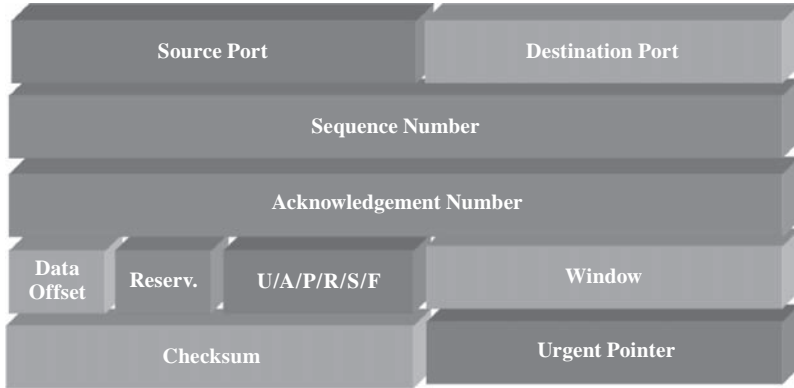 Source Port
Destination Port
Sequence Number
Acknowledgement Number
Data
Offset
Reserv.
U/A/P/R/S/F
Window
Checksum
Urgent Pointer